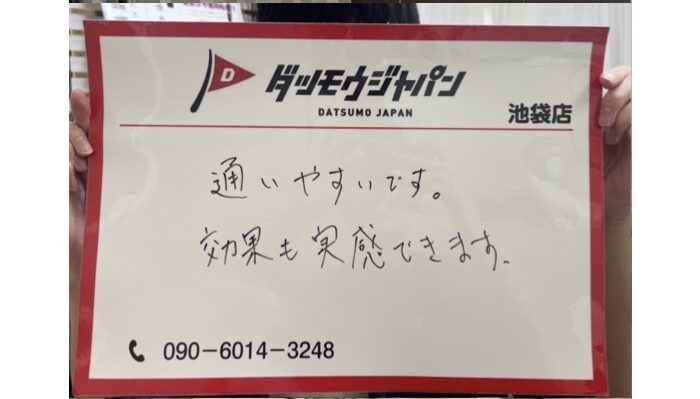 D
ダツモウジャパン
DATSUMO JAPAN
池袋店
通いやすいです。
効果も実感できます。
090-6014-3248